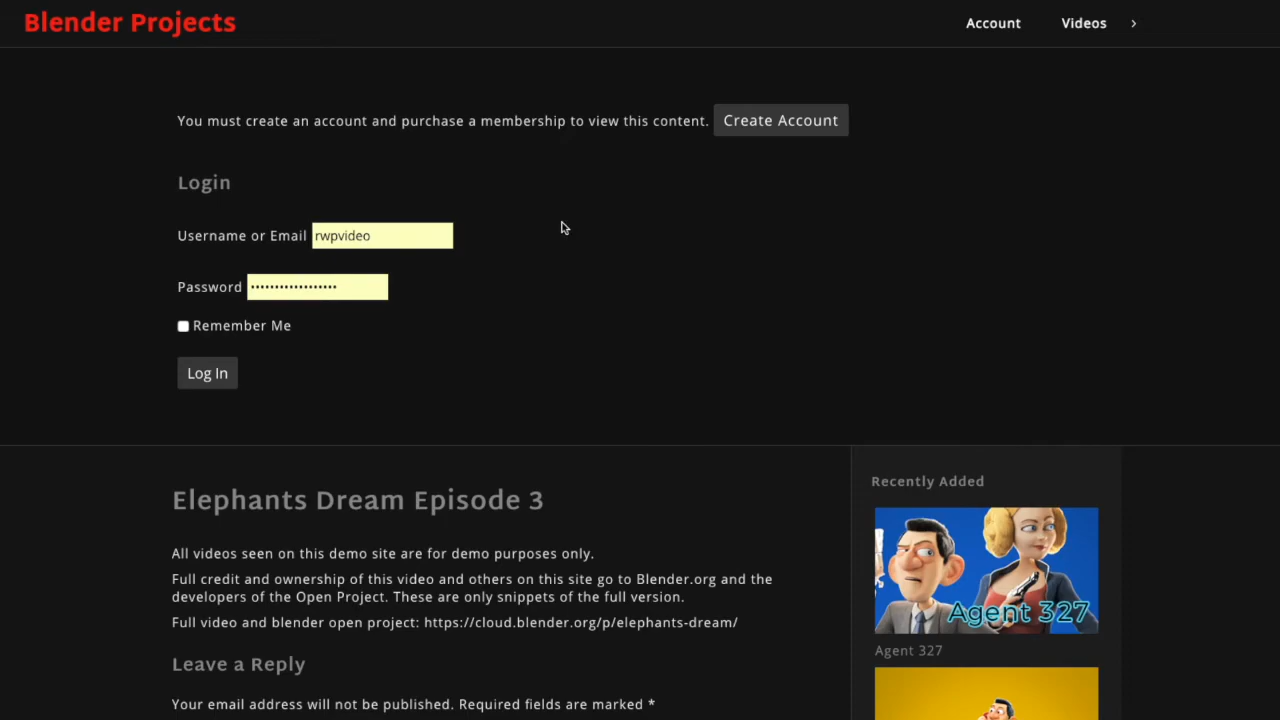 Blender Projects
Account
Videos
You must create an account and purchase a membership to view this content.
Create Account
Login
Username or Email
rwpvideo
Password
••••••••••••••••••
Remember Me
Log In
Elephants Dream Episode 3
All videos seen on this demo site are for demo purposes only.
Full credit and ownership of this video and others on this site go to Blender.org and the
developers of the Open Project. These are only snippets of the full version.
Full video and blender open project: https://cloud.blender.org/p/elephants-dream/
Leave a Reply
Your email address will not be published. Required fields are marked *
Recently Added
Agent 327
Agent 327